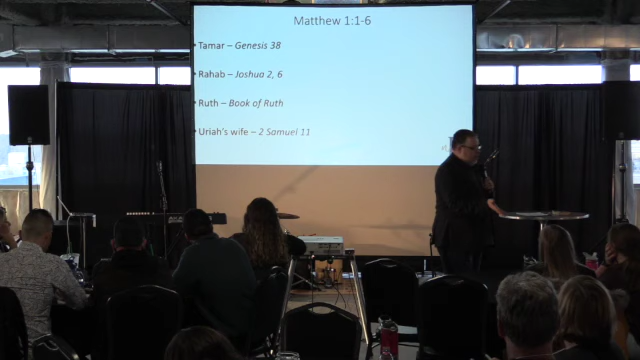 Matthew 1:1-6
Tamar – Genesis 38
Rahab – Joshua 2, 6
Ruth – Book of Ruth
Uriah's wife – 2 Samuel 11